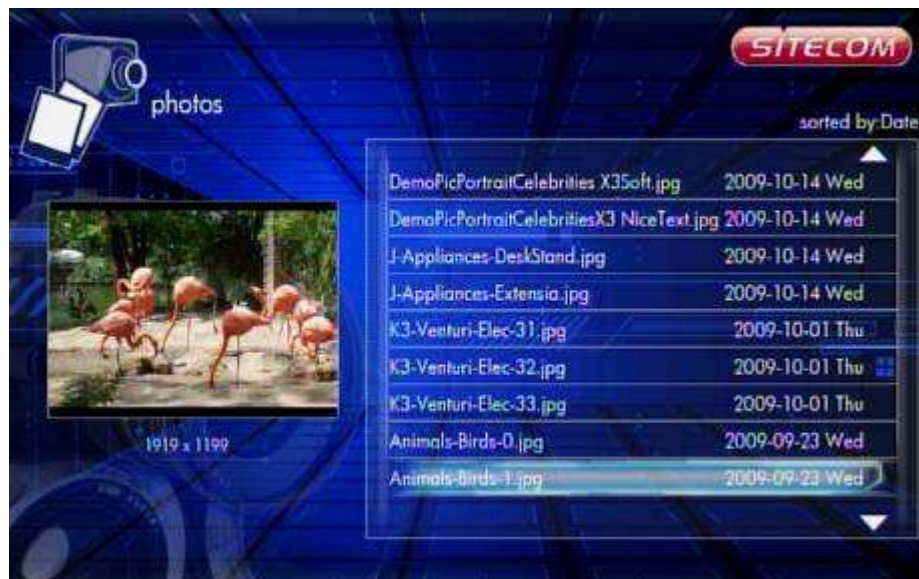 SITECOM
photos
sorted by:Date
DemoPicPortraitCelebrities X3Soft.jpg 2009-10-14 Wed
DemoPicPortraitCelebritiesX3 NiceText.jpg 2009-10-14 Wed
J-Appliances-DeskStand.jpg 2009-10-14 Wed
J-Appliances-Extensia.jpg 2009-10-14 Wed
K3-Venturi-Elec-31.jpg 2009-10-01 Thu
K3-Venturi-Elec-32.jpg 2009-10-01 Thu
K3-Venturi-Elec-33.jpg 2009-10-01 Thu
Animals-Birds-0.jpg 2009-09-23 Wed
Animals-Birds-1.jpg 2009-09-23 Wed
1919 x 1199